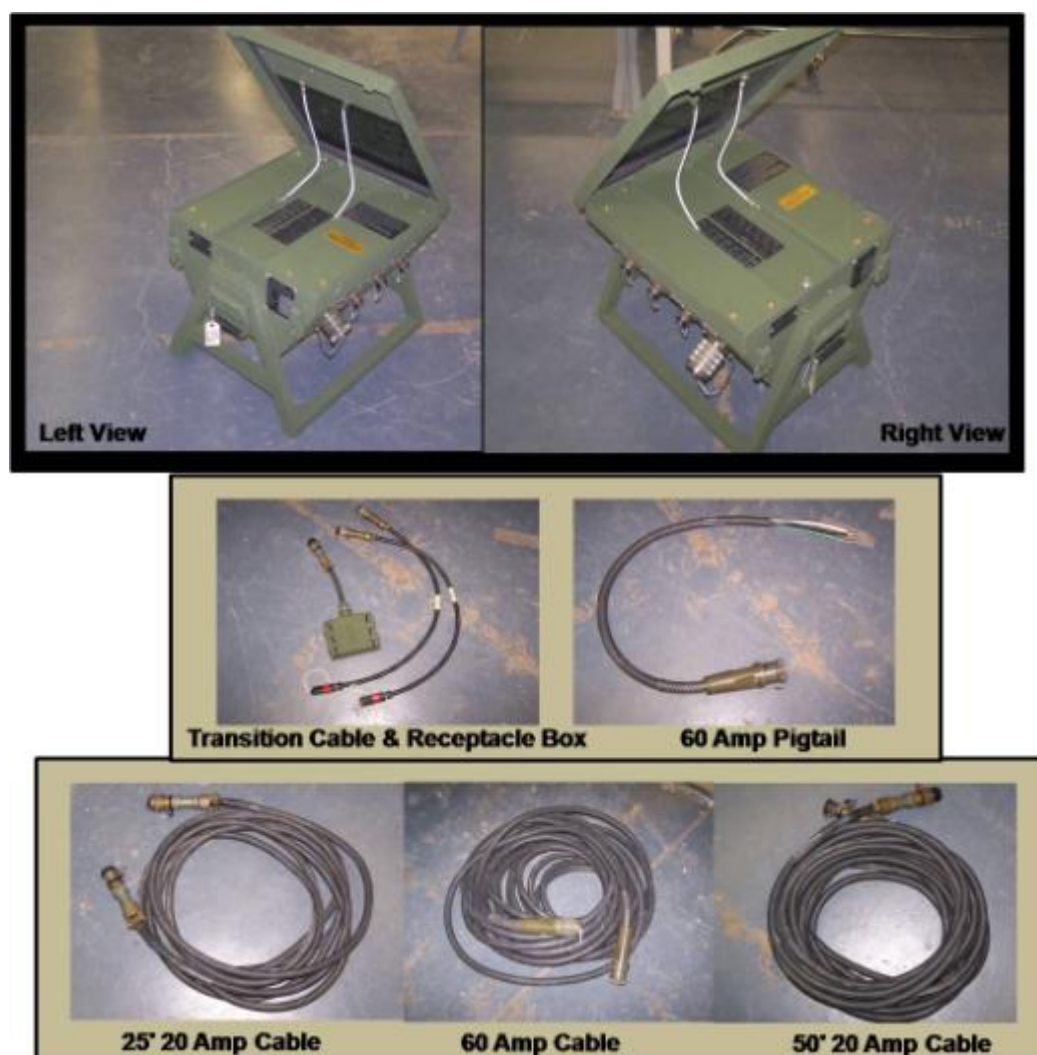 Left View
Right View
Transition Cable & Receptacle Box
60 Amp Pigtail
25' 20 Amp Cable
60 Amp Cable
50' 20 Amp Cable